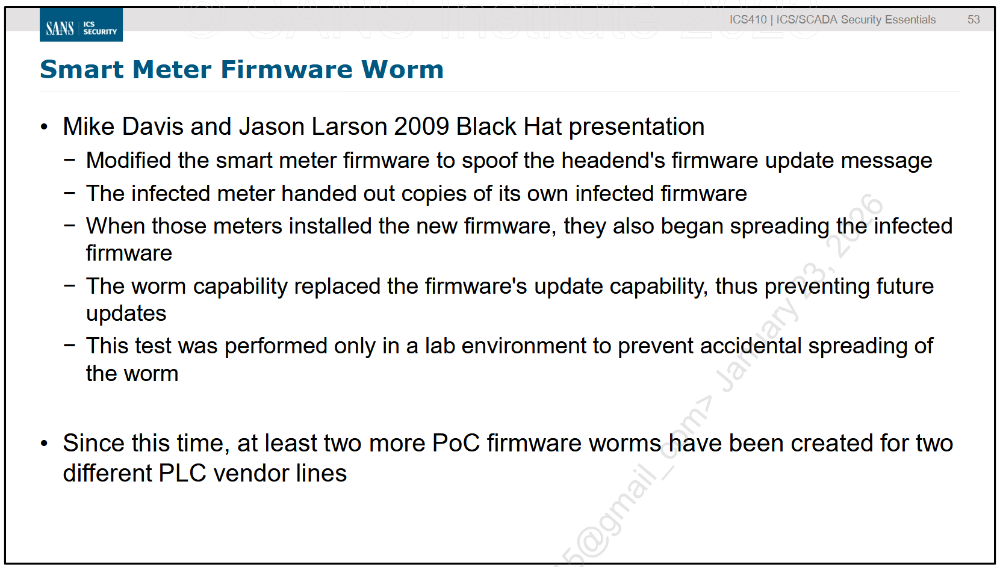 © SANS Institute 2026
SANS
ICS
SECURITY
ICS410 | ICS/SCADA Security Essentials 53
Smart Meter Firmware Worm
• Mike Davis and Jason Larson 2009 Black Hat presentation
− Modified the smart meter firmware to spoof the headend's firmware update message
− The infected meter handed out copies of its own infected firmware
− When those meters installed the new firmware, they also began spreading the infected
firmware
− The worm capability replaced the firmware's update capability, thus preventing future
updates
− This test was performed only in a lab environment to prevent accidental spreading of
the worm
• Since this time, at least two more PoC firmware worms have been created for two
different PLC vendor lines
5@gmail_com> January 23, 2026